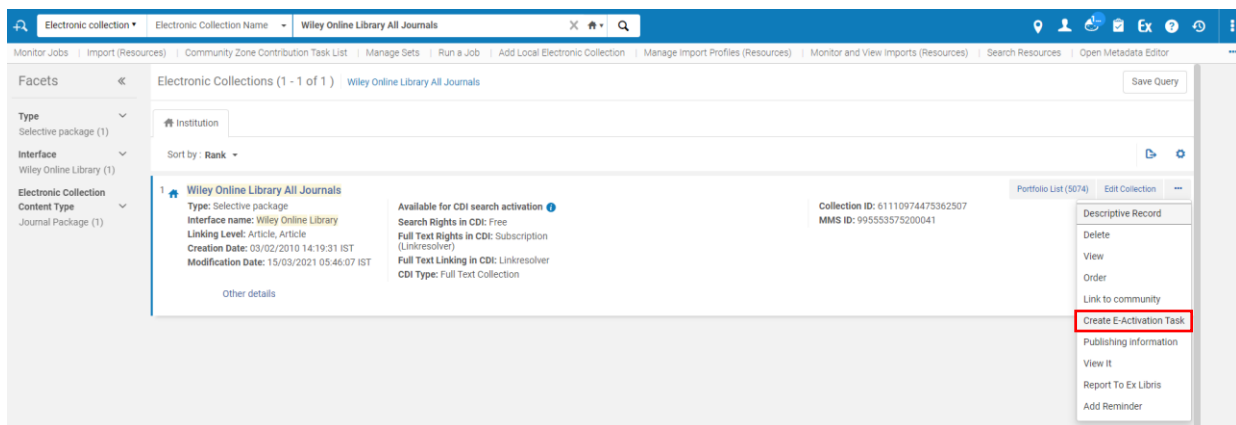 Electronic collection Electronic Collection Name Wiley Online Library All Journals Ex
Monitor Jobs | Import (Resources) | Community Zone Contribution Task List | Manage Sets | Run a Job | Add Local Electronic Collection | Manage Import Profiles (Resources) | Monitor and View Imports (Resources) | Search Resources | Open Metadata Editor
Facets
Electronic Collections (1 - 1 of 1 ) Wiley Online Library All Journals
Save Query
Type
Selective package (1)
Interface
Wiley Online Library (1)
Electronic Collection
Content Type
Journal Package (1)
Institution
Sort by : Rank
1 Wiley Online Library All Journals
Type: Selective package
Interface name: Wiley Online Library
Linking Level: Article, Article
Creation Date: 03/02/2010 14:19:31 IST
Modification Date: 15/03/2021 05:46:07 IST
Other details
Available for CDI search activation
Search Rights in CDI: Free
Full Text Rights in CDI: Subscription
(Linkresolver)
Full Text Linking in CDI: Linkresolver
CDI Type: Full Text Collection
Collection ID: 61110974475362507
MMS ID: 995553575200041
Portfolio List (5074) Edit Collection
Descriptive Record
Delete
View
Order
Link to community
Create E-Activation Task
Publishing information
View It
Report To Ex Libris
Add Reminder